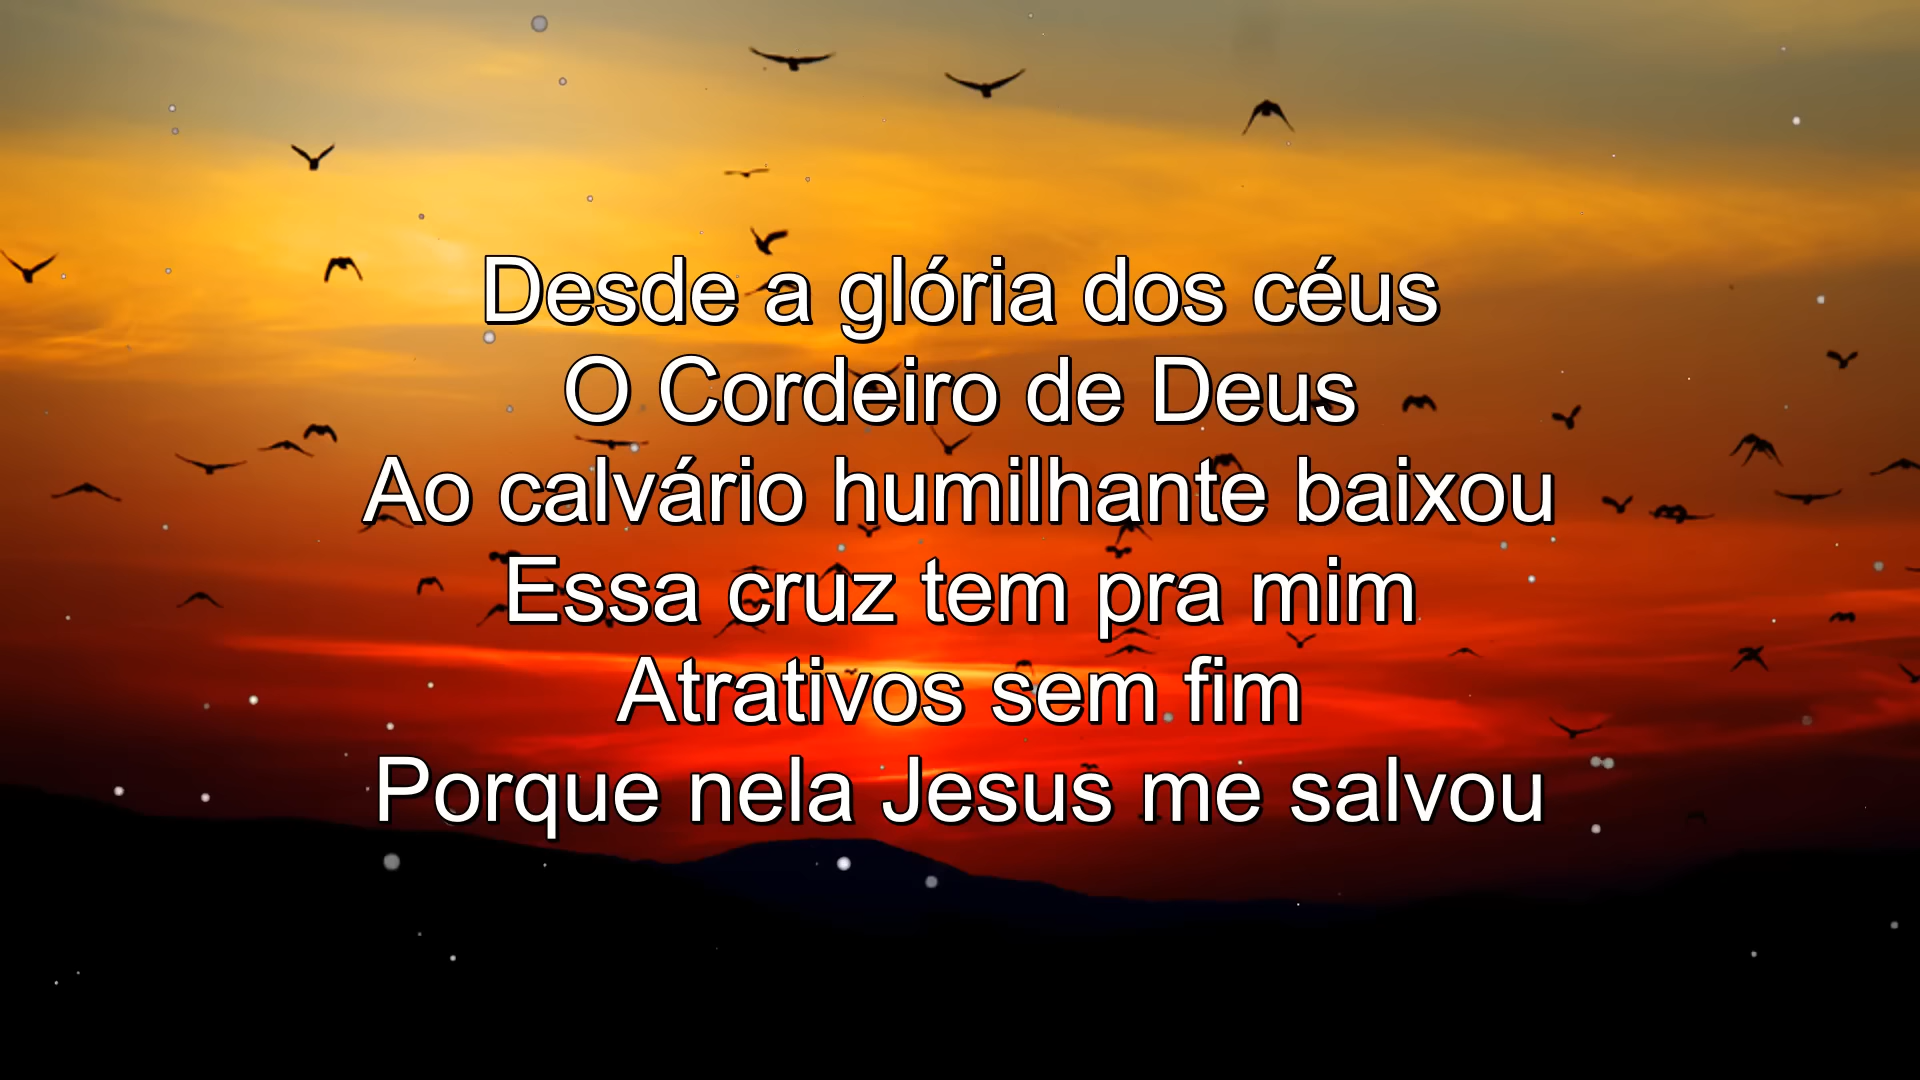 Desde a glória dos céus
O Cordeiro de Deus
Ao calvário humilhante baixou
Essa cruz tem pra mim
Atrativos sem fim
Porque nela Jesus me salvou